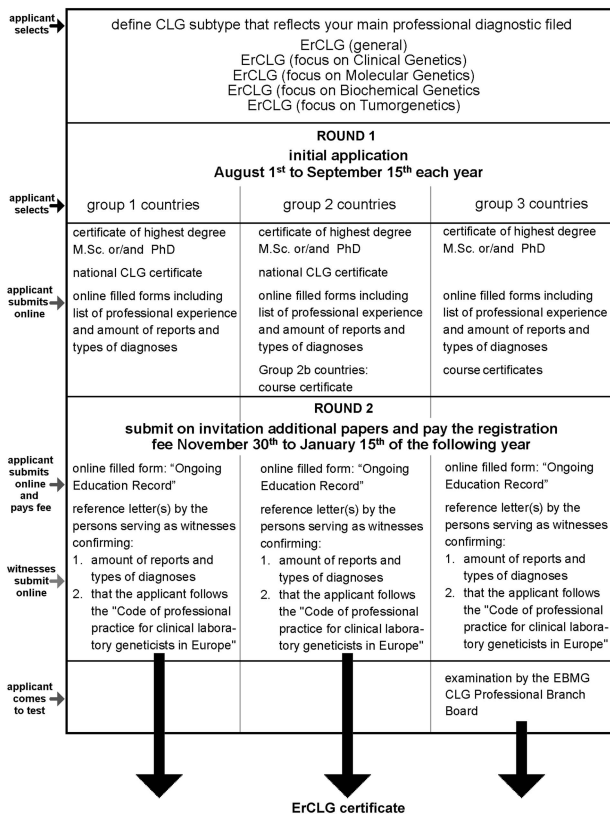 applicant
selects
define CLG subtype that reflects your main professional diagnostic filed
ErCLG (general)
ErCLG (focus on Clinical Genetics)
ErCLG (focus on Molecular Genetics)
ErCLG (focus on Biochemical Genetics
ErCLG (focus on Tumorgenetics)
ROUND 1
initial application
August 1st to September 15th each year
applicant
selects
group 1 countries
group 2 countries
group 3 countries
applicant
submits
online
certificate of highest degree
M.Sc. or/and PhD
national CLG certificate
online filled forms including
list of professional experience
and amount of reports and
types of diagnoses
certificate of highest degree
M.Sc. or/and PhD
national CLG certificate
online filled forms including
list of professional experience
and amount of reports and
types of diagnoses
Group 2b countries:
course certificate
certificate of highest degree
M.Sc. or/and PhD
online filled forms including
list of professional experience
and amount of reports and
types of diagnoses
course certificates
ROUND 2
submit on invitation additional papers and pay the registration
fee November 30th to January 15th of the following year
applicant
submits
online
and
pays fee
witnesses
submit
online
online filled form: “Ongoing
Education Record”
reference letter(s) by the
persons serving as witnesses
confirming:
1. amount of reports and
types of diagnoses
2. that the applicant follows
the "Code of professional
practice for clinical labora-
tory geneticists in Europe"
online filled form: “Ongoing
Education Record”
reference letter(s) by the
persons serving as witnesses
confirming:
1. amount of reports and
types of diagnoses
2. that the applicant follows
the "Code of professional
practice for clinical labora-
tory geneticists in Europe"
online filled form: “Ongoing
Education Record”
reference letter(s) by the
persons serving as witnesses
confirming:
1. amount of reports and
types of diagnoses
2. that the applicant follows
the "Code of professional
practice for clinical labora-
tory geneticists in Europe"
applicant
comes
to test
examination by the EBMG
CLG Professional Branch
Board
ErCLG certificate